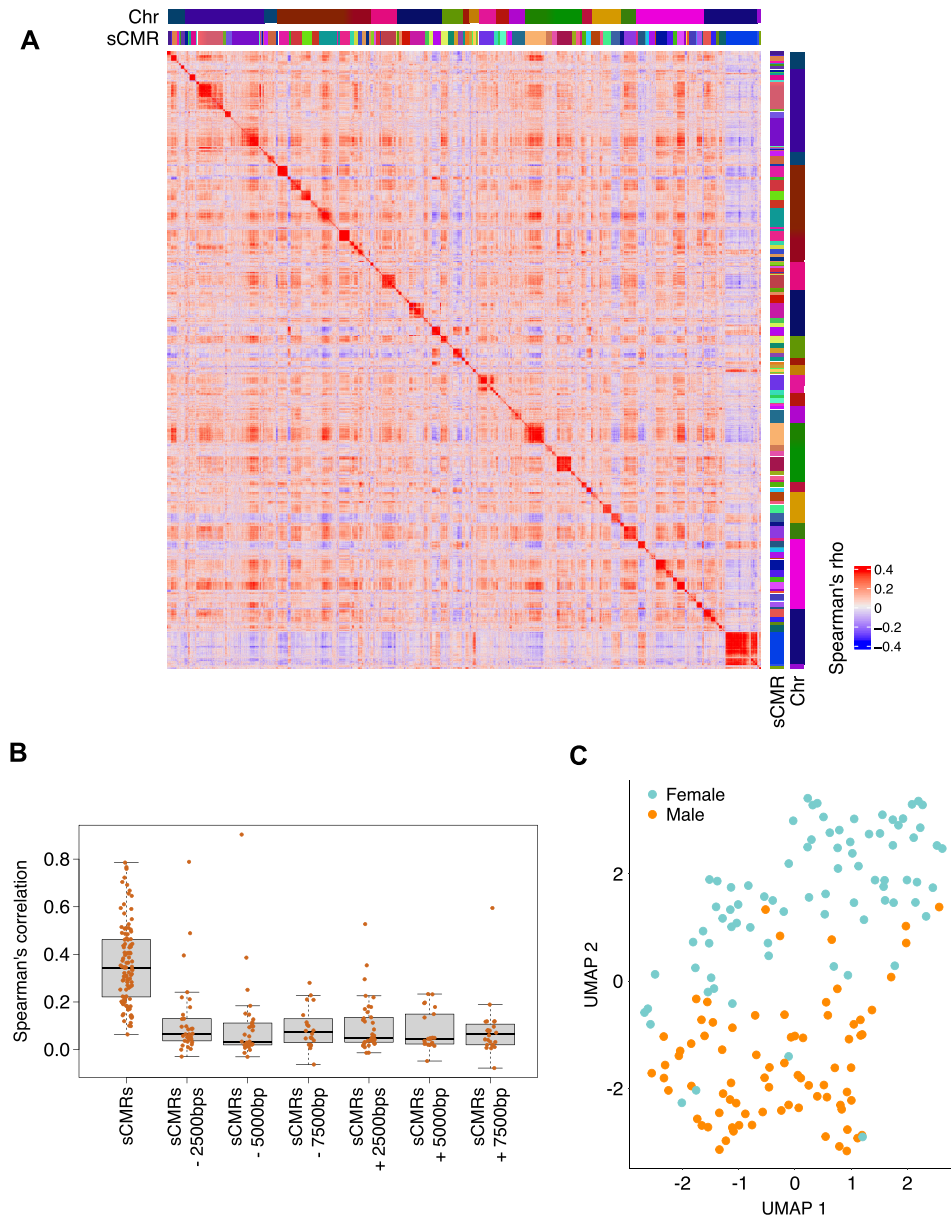 A
Chr
sCMR
sCMR
Chr
Spearman's rho
0.4
0.2
0
−0.2
−0.4
B
Spearman's correlation
0.8
0.6
0.4
0.2
0.0
sCMRs
sCMRs
- 2500bps
sCMRs
- 5000bp
sCMRs
- 7500bp
sCMRs
+ 2500bps
sCMRs
+ 5000bp
sCMRs
+ 7500bp
C
Female
Male
UMAP 2
2
0
-2
-2
-1
0
1
2
UMAP 1